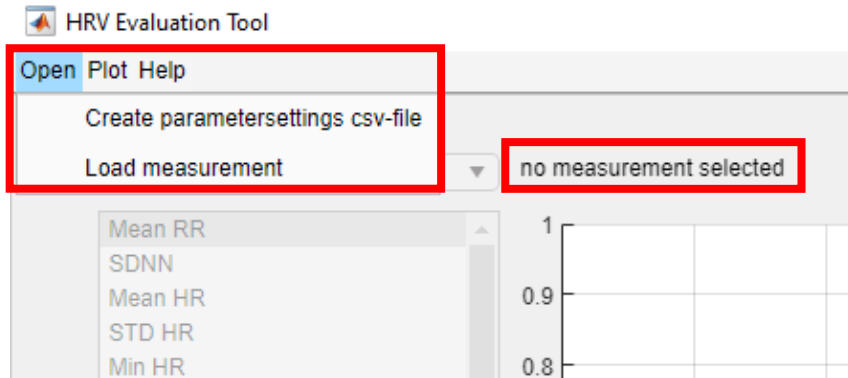 HRV Evaluation Tool
Open Plot Help
Create parametersettings csv-file
Load measurement
no measurement selected
Mean RR
SDNN
Mean HR
STD HR
Min HR
1
0.9
0.8